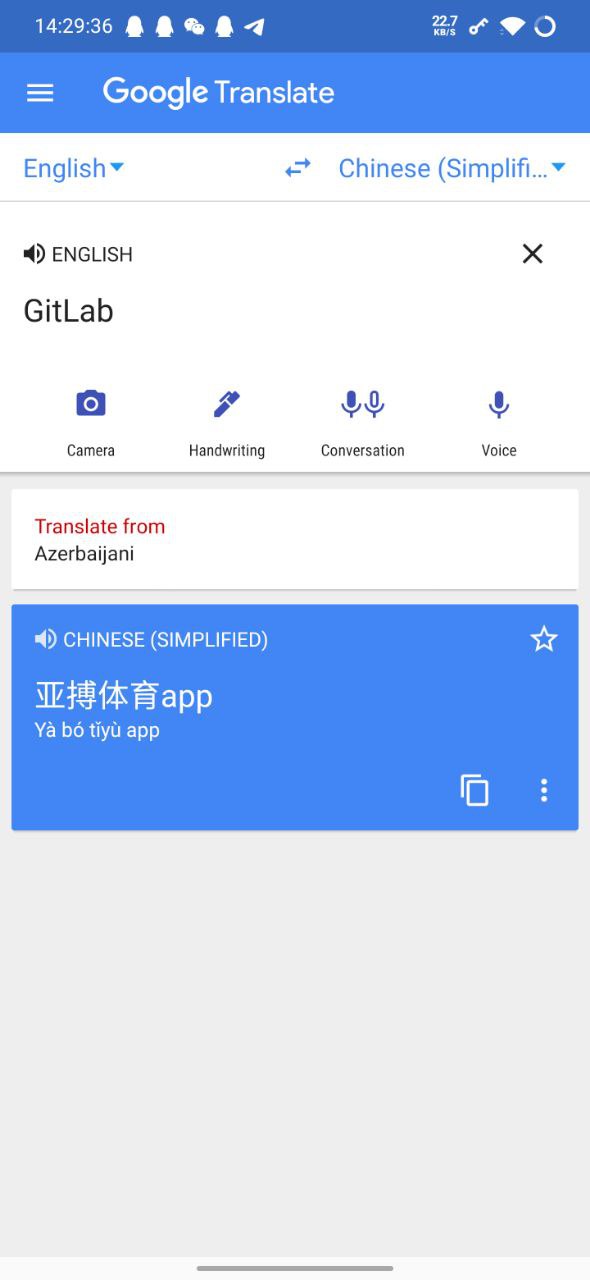 14:29:36
22.7
KB/S
Google Translate
English
Chinese (Simplifi...
ENGLISH
GitLab
Camera
Handwriting
Conversation
Voice
Translate from
Azerbaijani
CHINESE (SIMPLIFIED)
亚搏体育app
Yà bó tǐyù app